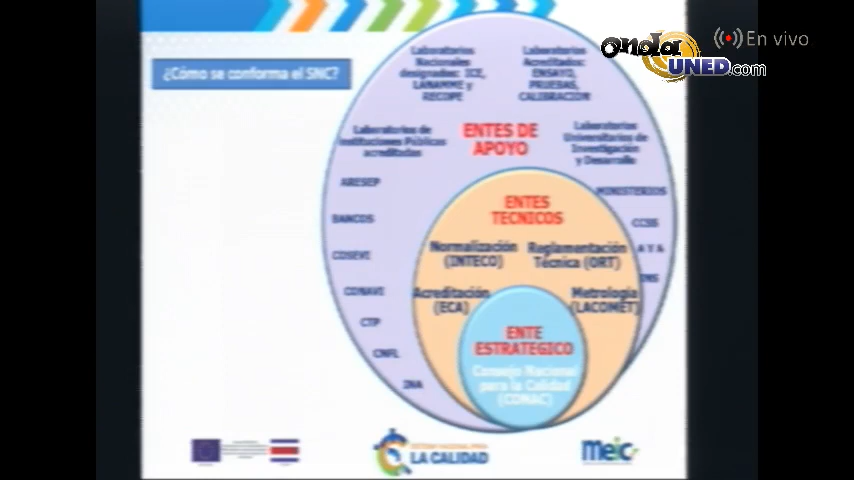 onda
UNED.com
En vivo
¿Cómo se conforma el SNC?
Laboratorios
Nacionales
designados: ICE,
LANAMME y
RECOPE
Laboratorios
Acreditados:
ENSAYO,
PRUEBAS,
CALIBRACION
Laboratorios de
Instituciones Públicas
acreditadas
ENTES DE
APOYO
Laboratorios
Universitarios de
Investigación
y Desarrollo
ARESEP
BANCOS
COSEVI
CONAVI
CTP
CNFL
INA
MINISTERIOS
CCSS
A Y A
INS
ENTES
TECNICOS
Normalización
(INTECO)
Reglamentación
Técnica (ORT)
Acreditación
(ECA)
Metrología
(LACOMET)
ENTE
ESTRATEGICO
Consejo Nacional
para la Calidad
(CONAC)
LA CALIDAD
meic